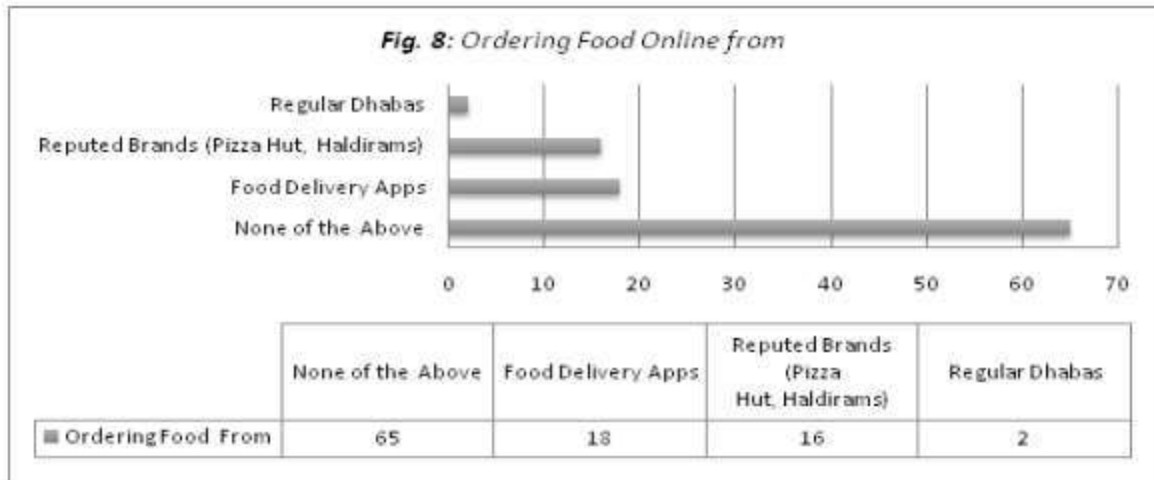 Fig. 8: Ordering Food Online from
Regular Dhabas
Reputed Brands (Pizza Hut, Haldirams)
Food Delivery Apps
None of the Above
0 10 20 30 40 50 60 70
None of the Above Food Delivery Apps Reputed Brands (Pizza Hut, Haldirams) Regular Dhabas
Ordering Food From 65 18 16 2